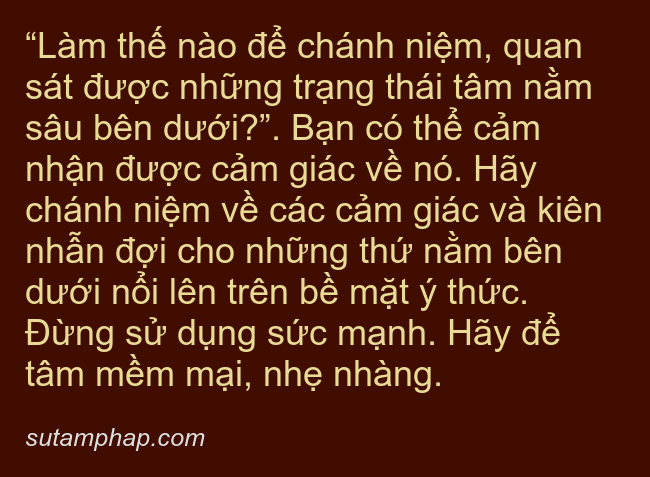 “Làm thế nào để chánh niệm, quan
sát được những trạng thái tâm nằm
sâu bên dưới?”. Bạn có thể cảm
nhận được cảm giác về nó. Hãy
chánh niệm về các cảm giác và kiên
nhẫn đợi cho những thứ nằm bên
dưới nổi lên trên bề mặt ý thức.
Đừng sử dụng sức mạnh. Hãy để
tâm mềm mại, nhẹ nhàng.
sutamphap.com